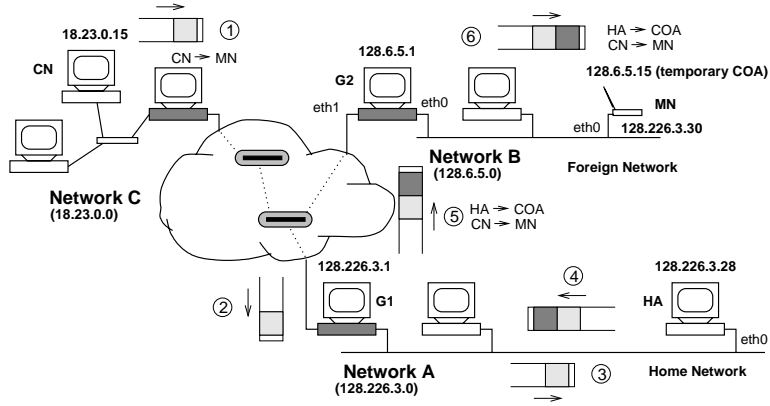 18.23.0.15
1
CN → MN
CN
128.6.5.1
G2
eth1
eth0
6
HA → COA
CN → MN
128.6.5.15 (temporary COA)
MN
eth0
128.226.3.30
Network B
(128.6.5.0)
Foreign Network
Network C
(18.23.0.0)
5
HA → COA
CN → MN
128.226.3.1
2
G1
4
128.226.3.28
HA
eth0
Network A
(128.226.3.0)
3
Home Network